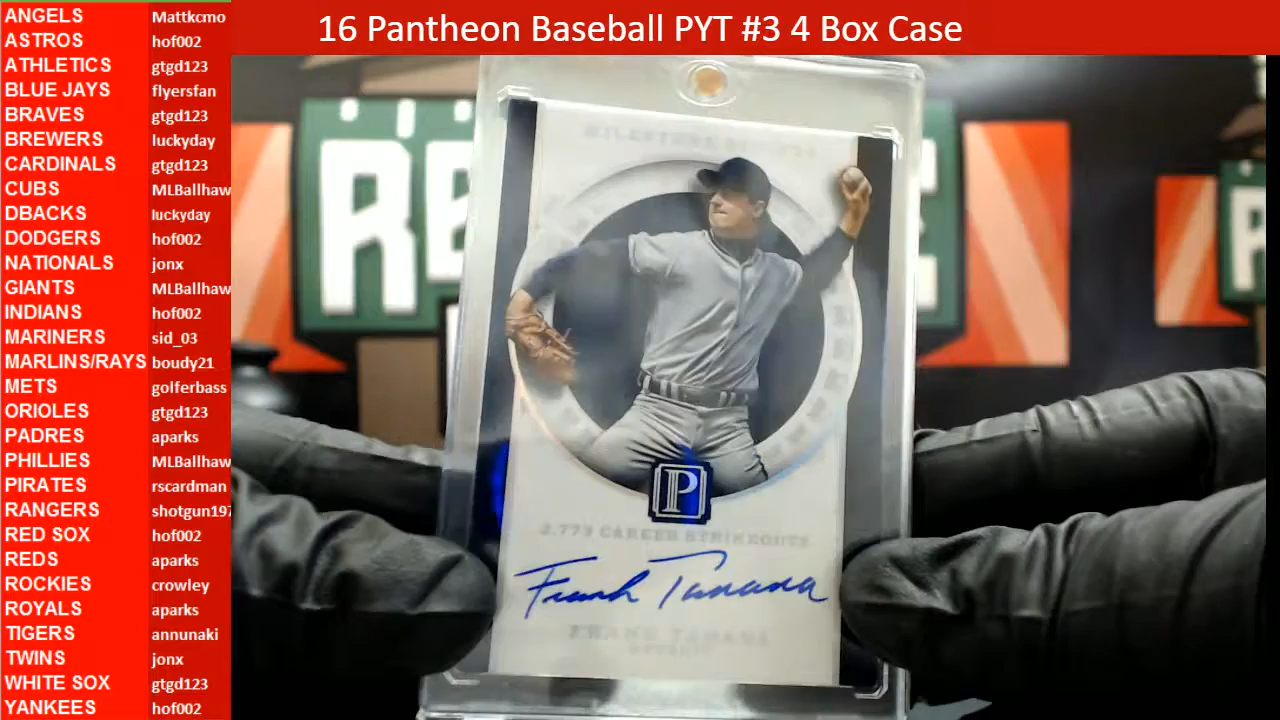 16 Pantheon Baseball PYT #3 4 Box Case
ANGELS Mattkcmo
ASTROS hof002
ATHLETICS gtgd123
BLUE JAYS flyersfan
BRAVES gtgd123
BREWERS luckyday
CARDINALS gtgd123
CUBS MLBallhaw
DBACKS luckyday
DODGERS hof002
NATIONALS jonx
GIANTS MLBallhaw
INDIANS hof002
MARINERS sid_03
MARLINS/RAYS boudy21
METS golferbass
ORIOLES gtgd123
PADRES aparks
PHILLIES MLBallhaw
PIRATES rscardman
RANGERS shotgun197
RED SOX hof002
REDS aparks
ROCKIES crowley
ROYALS aparks
TIGERS annunaki
TWINS jonx
WHITE SOX gtgd123
YANKEES hof002
P
2,773 CAREER STRIKEOUTS
Frank Tanana
FRANK TANANA
DETROIT